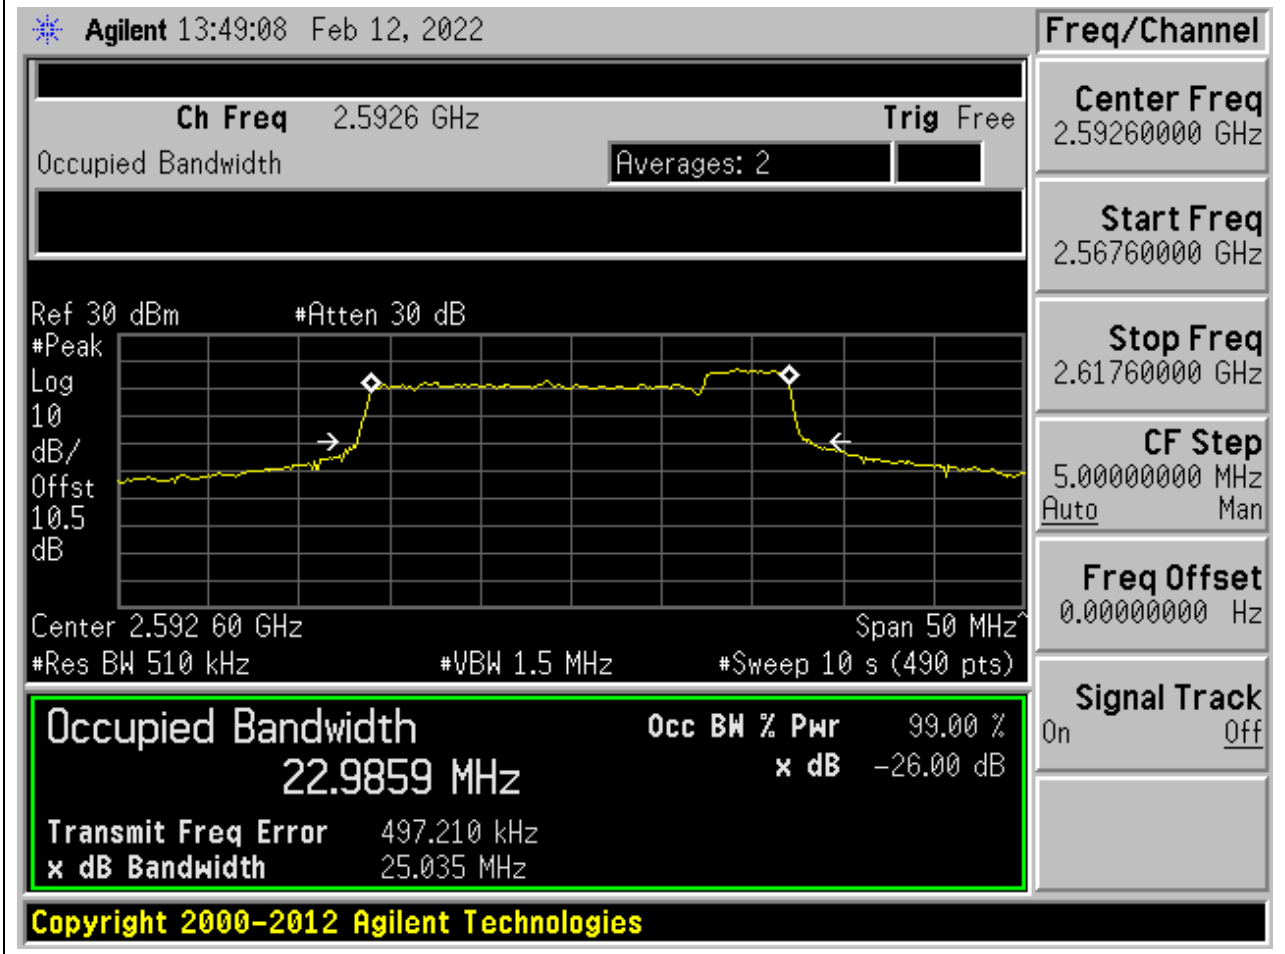 Agilent 13:49:08 Feb 12, 2022
Ch Freq 2.5926 GHz Trig Free
Occupied Bandwidth Averages: 2
Ref 30 dBm #Atten 30 dB
#Peak
Log
10
dB/
Offst
10.5
dB
Center 2.592 60 GHz Span 50 MHz^
#Res BW 510 kHz #VBW 1.5 MHz #Sweep 10 s (490 pts)
Occupied Bandwidth Occ BW % Pwr 99.00 %
22.9859 MHz x dB -26.00 dB
Transmit Freq Error 497.210 kHz
x dB Bandwidth 25.035 MHz
Copyright 2000-2012 Agilent Technologies
Freq/Channel
Center Freq
2.59260000 GHz
Start Freq
2.56760000 GHz
Stop Freq
2.61760000 GHz
CF Step
5.00000000 MHz
Auto Man
Freq Offset
0.00000000 Hz
Signal Track
On Off